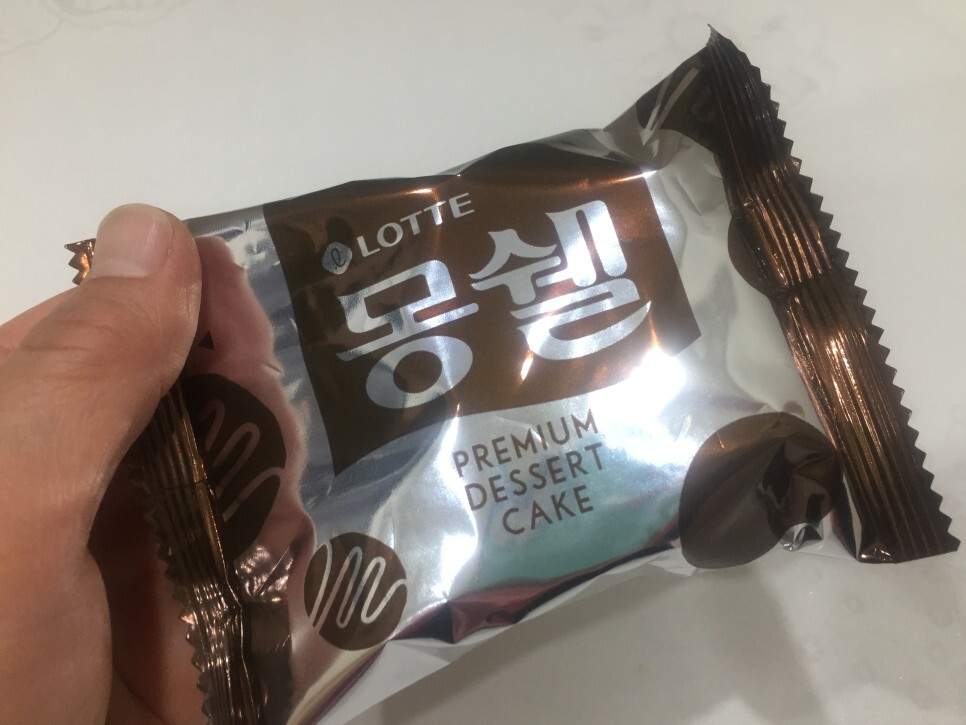 LOTTE
몽쉘
PREMIUM
DESSERT
CAKE